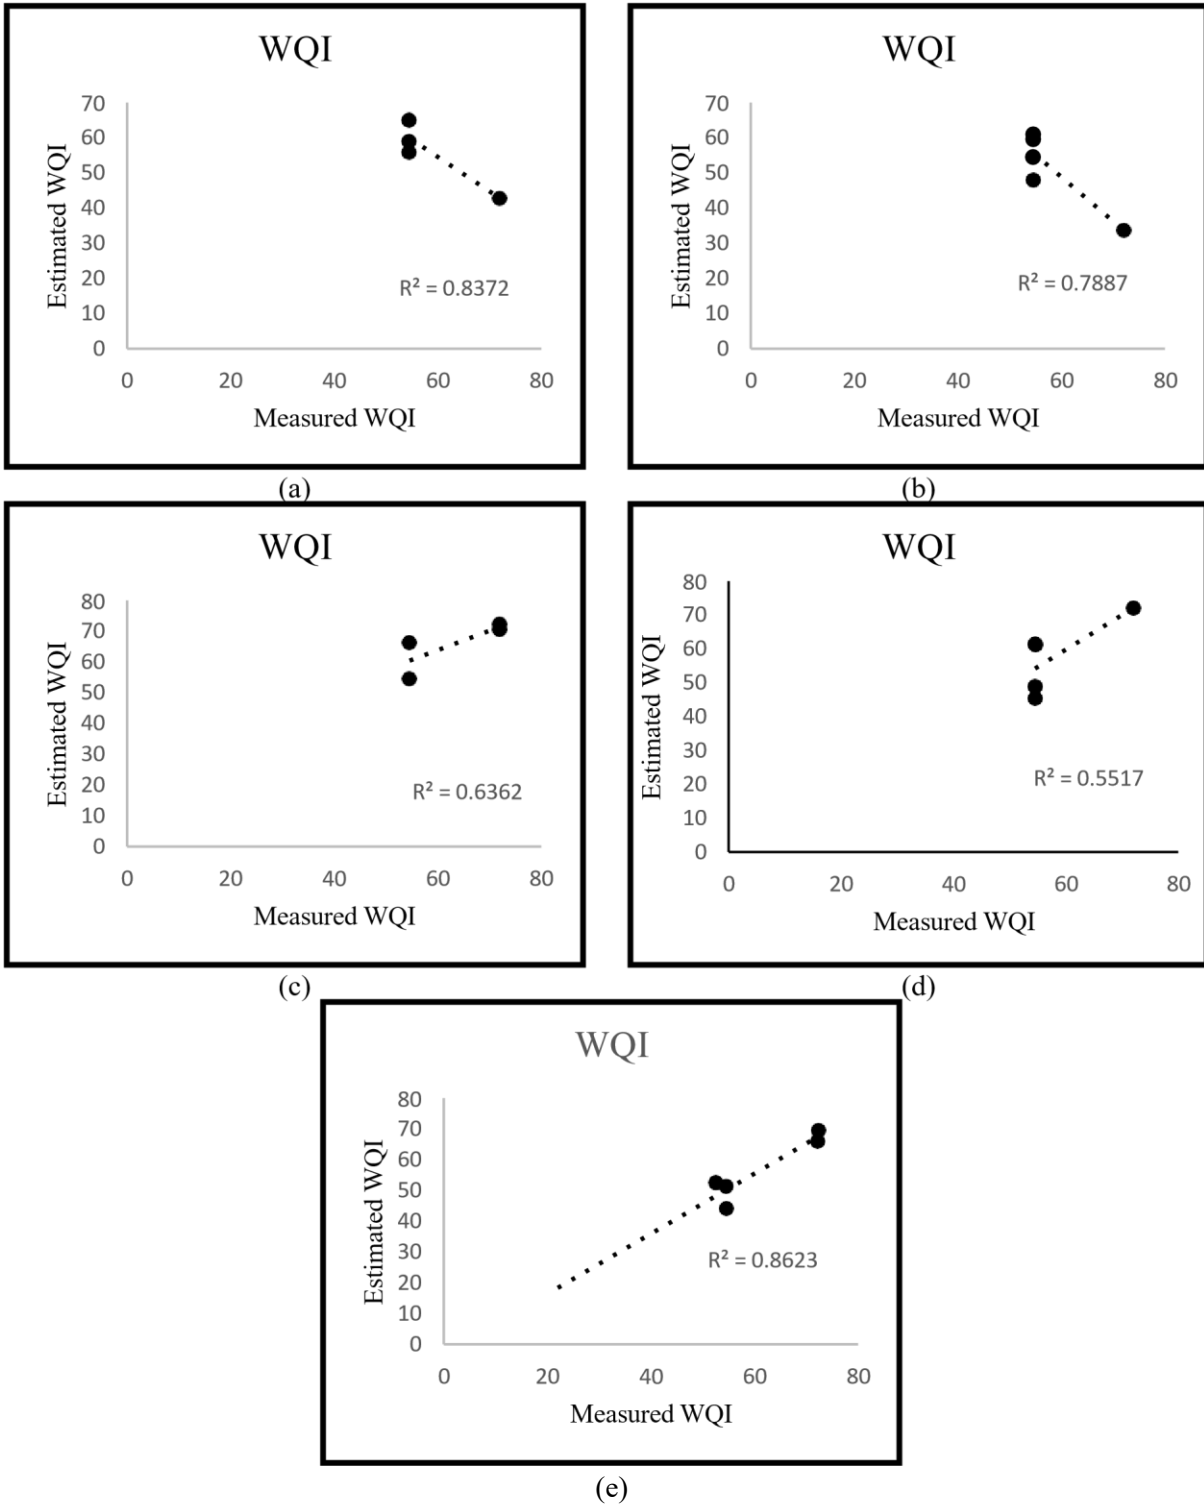 WQI
70
60
50
40
30
20
10
0
Estimated WQI
R² = 0.8372
0 20 40 60 80
Measured WQI
(a)
WQI
70
60
50
40
30
20
10
0
Estimated WQI
R² = 0.7887
0 20 40 60 80
Measured WQI
(b)
WQI
80
70
60
50
40
30
20
10
0
Estimated WQI
R² = 0.6362
0 20 40 60 80
Measured WQI
(c)
WQI
80
70
60
50
40
30
20
10
0
Estimated WQI
R² = 0.5517
0 20 40 60 80
Measured WQI
(d)
WQI
80
70
60
50
40
30
20
10
0
Estimated WQI
R² = 0.8623
0 20 40 60 80
Measured WQI
(e)